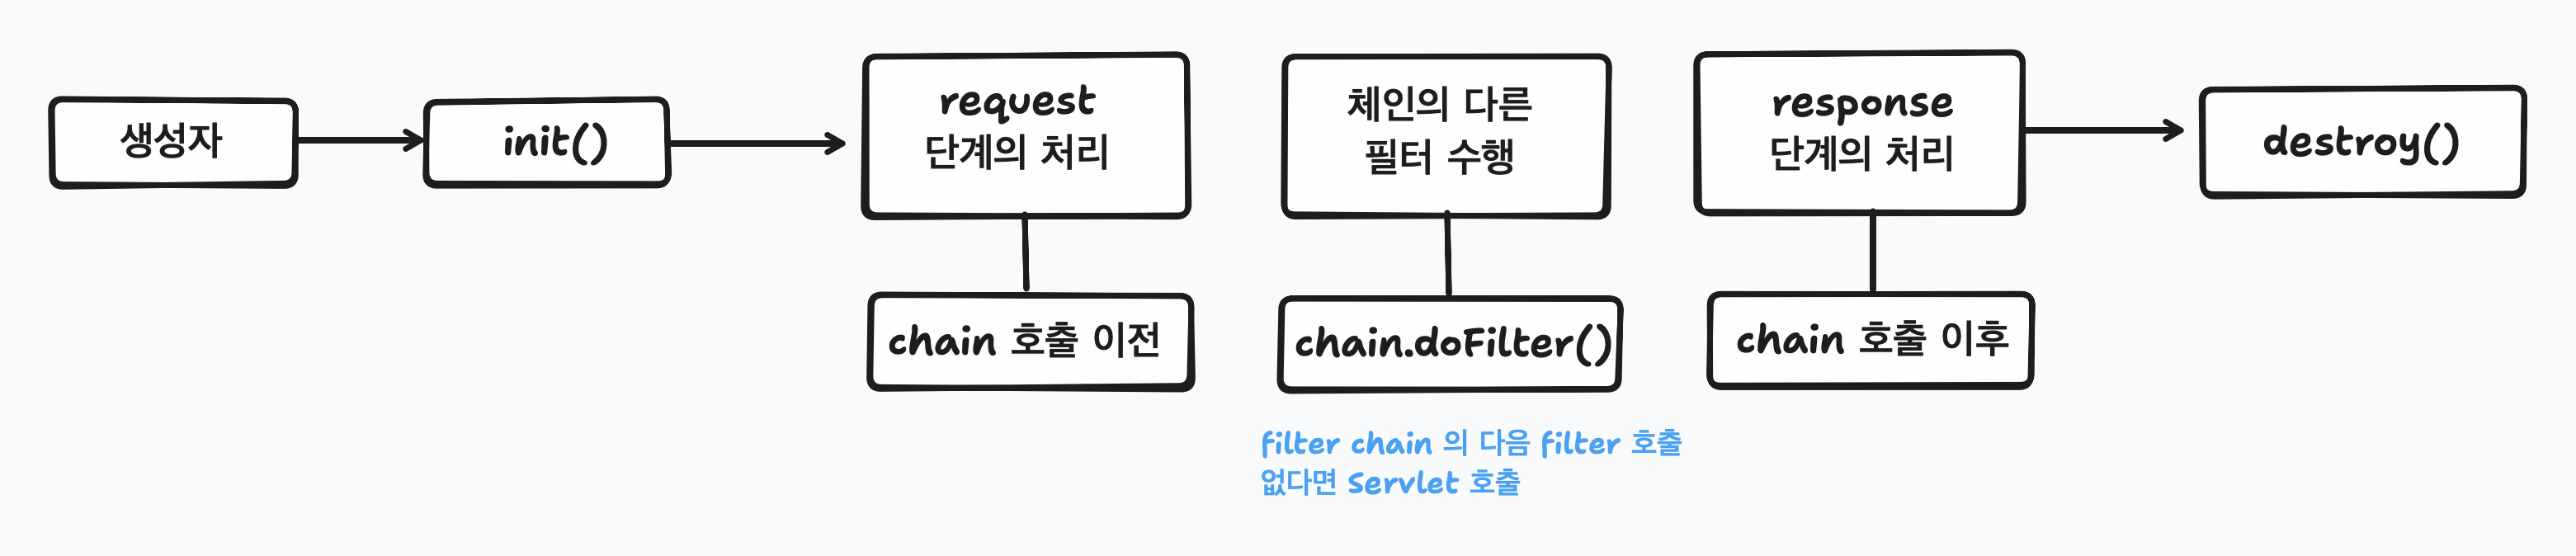 생성자
init()
request
단계의 처리
체인의 다른
필터 수행
response
단계의 처리
destroy()
chain 호출 이전
chain.doFilter()
chain 호출 이후
filter chain 의 다음 filter 호출
없다면 Servlet 호출